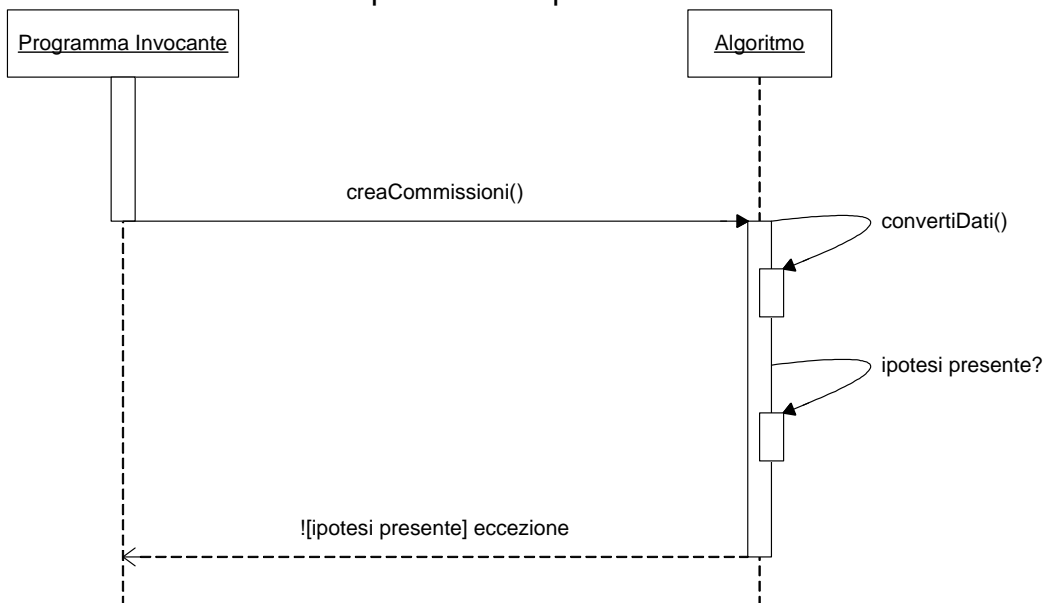 Programma Invocante
Algoritmo
creaCommissioni()
convertiDati()
ipotesi presente?
![ipotesi presente] eccezione